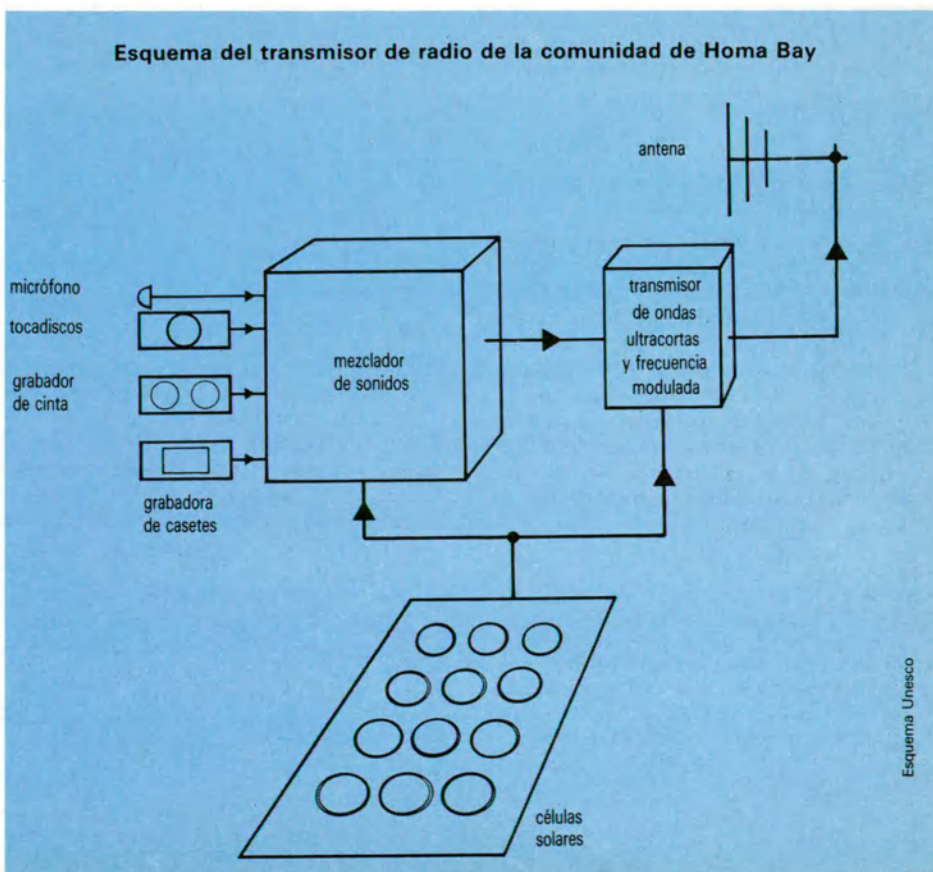 Esquema del transmisor de radio de la comunidad de Homa Bay
antena
micrófono
tocadiscos
grabador
de cinta
grabadora
de casetes
mezclador
de sonidos
transmisor
de ondas
ultracortas
y frecuencia
modulada
células
solares
Esquema Unesco